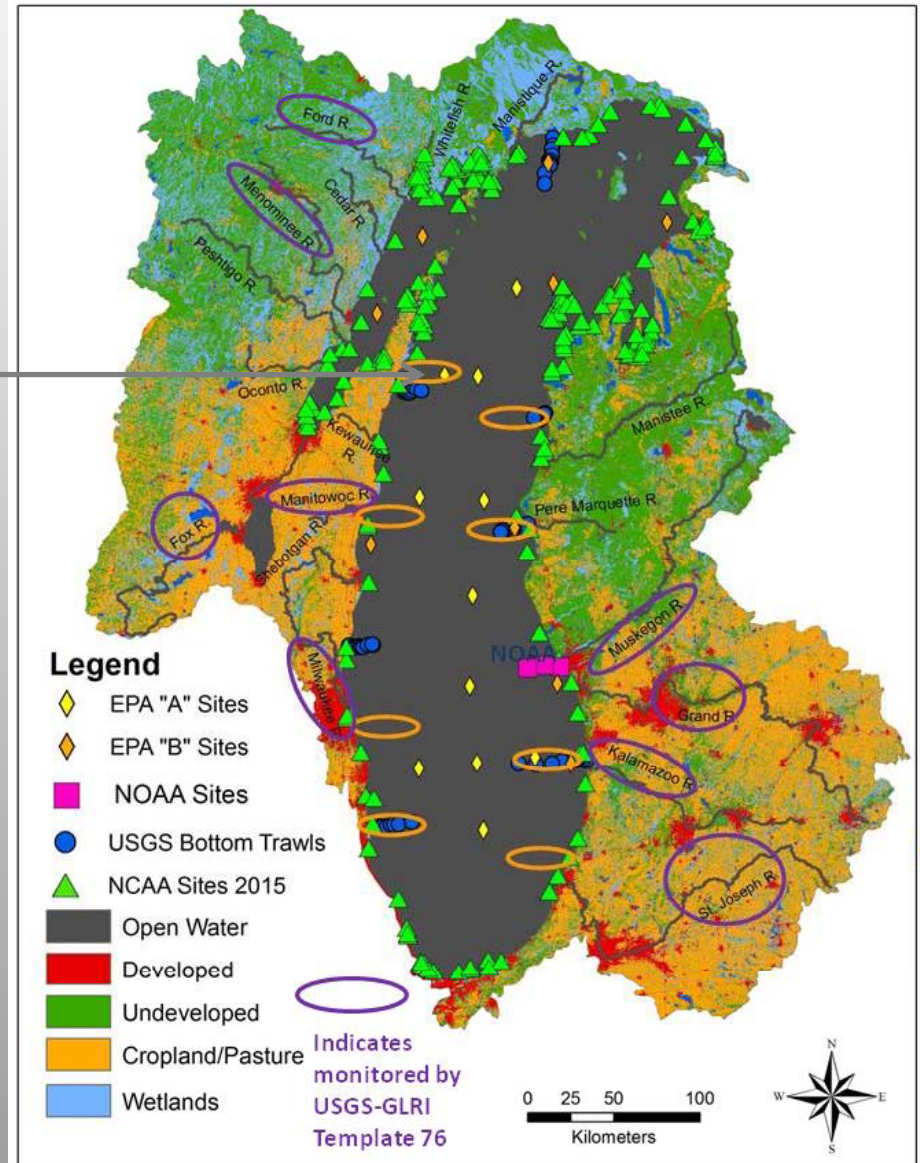 Ford R.
Whitefish R.
Manistique R.
Menominee R.
Cedar R
Peshtigo R.
Oconto R.
Kewaunee
R.
Manistee R
Manitowoc R.
Pere Marquette R.
Fox R.
Shebotgan R.
Muskegon R.
NOAA
Milwaukee
Grand R.
Kalamazoo R
St. Joseph R
Legend
EPA "A" Sites
EPA "B" Sites
NOAA Sites
USGS Bottom Trawls
NCAA Sites 2015
Open Water
Developed
Undeveloped
Cropland/Pasture
Wetlands
Indicates
monitored by
USGS-GLRI
Template 76
0 25 50 100
Kilometers
N
W E
S